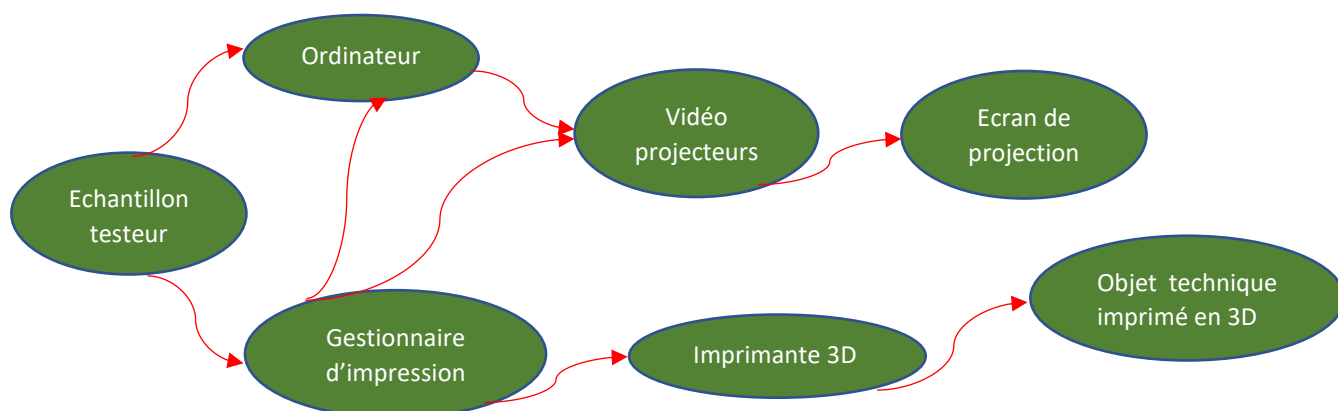 Ordinateur
Vidéo
projecteurs
Ecran de
projection
Echantillon
testeur
Objet technique
imprimé en 3D
Gestionnaire
d’impression
Imprimante 3D